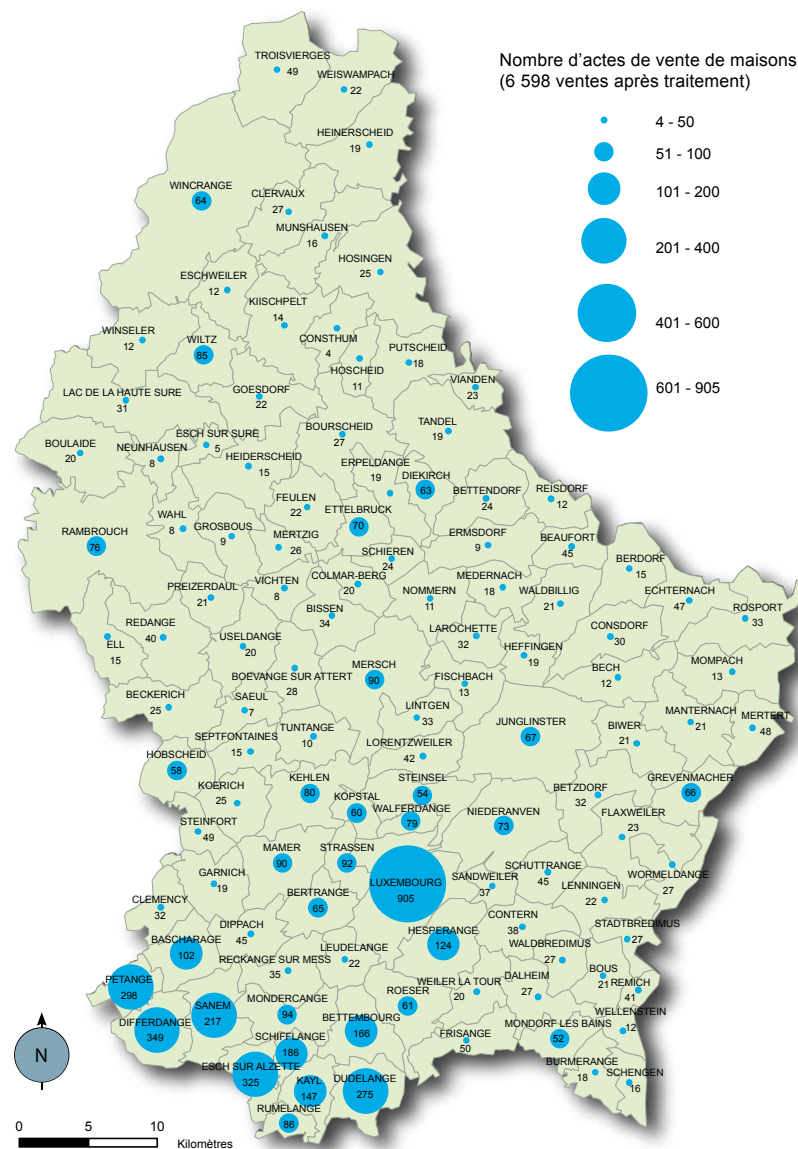 Nombre d'actes de vente de maisons
(6 598 ventes après traitement)
4 - 50
51 - 100
101 - 200
201 - 400
401 - 600
601 - 905
TROISVIERGES
49
WEISWAMPACH
22
HEINERSCHEID
19
WINCRANGE
64
CLERVAUX
27
MUNSHAUSEN
16
HOSINGEN
25
ESCHWEILER
12
KIISCHPELT
14
WINSELER
12
WILTZ
85
CONSTHUM
4
HOSCHEID
11
PUTSCHEID
18
VIANDEN
23
LAC DE LA HAUTE SURE
31
GOESDORF
22
TANDEL
19
BOURSCHEID
27
BOULAIDE
20
NEUNHAUSEN
8
ESCH SUR SURE
5
HEIDERSCHEID
15
ERPELDANGE
19
DIEKIRCH
63
BETTENDORF
24
REISDORF
12
FEULEN
22
ETTELBRUCK
70
RAMBROUCH
76
WAHL
8
GROSBOUS
9
MERTZIG
26
SCHIEREN
24
ERMSDORF
9
BEAUFORT
45
BERDORF
15
ECHTERNACH
47
ROSPORT
33
PREIZERDAUL
21
VICHTEN
8
COLMAR-BERG
20
BISSEN
34
NOMMERN
11
MEDERNACH
18
WALDBILLIG
21
CONSDORF
30
ELL
15
REDANGE
40
USELDANGE
20
LAROCHETTE
32
HEFFINGEN
19
BECH
12
MOMPACH
13
BOEVANGE SUR ATTERT
28
MERSCH
90
FISCHBACH
13
BECKERICH
25
SAEUL
7
LINTGEN
33
JUNGLINSTER
67
MANTERNACH
21
MERTERT
48
BIWER
21
SEPTFONTAINES
15
TUNTANGE
10
LORENTZWEILER
42
HOBSCHEID
58
KOERICH
25
KEHLEN
80
STEINSEL
54
KOPSTAL
60
WALFERDANGE
79
NIEDERANVEN
73
BETZDORF
32
GREVENMACHER
66
FLAXWEILER
23
STEINFORT
49
MAMER
90
STRASSEN
92
LUXEMBOURG
905
SANDWEILER
37
SCHUTTRANGE
45
WORMELDANGE
27
GARNICH
19
LENNINGEN
22
CLEMENCY
32
BERTRANGE
65
DIPPACH
45
HESPERANGE
124
CONTERN
38
STADTBREDIMUS
27
WALDBREDIMUS
27
BASCHARAGE
102
RECKANGE SUR MESS
35
LEUDELANGE
22
BOUS
21
REMICH
41
PETANGE
298
WEILER LA TOUR
20
DALHEIM
27
ROESER
61
WELLENSTEIN
12
SANEM
217
MONDERCANGE
94
DIFFERDANGE
349
BETTEMBOURG
166
FRISANGE
50
MONDORF LES BAINS
52
SCHIFFLANGE
186
ESCH SUR ALZETTE
325
KAYL
147
DUDELANGE
275
BURMERANGE
18
SCHENGEN
16
RUMELANGE
86
N
0 5 10
Kilomètres